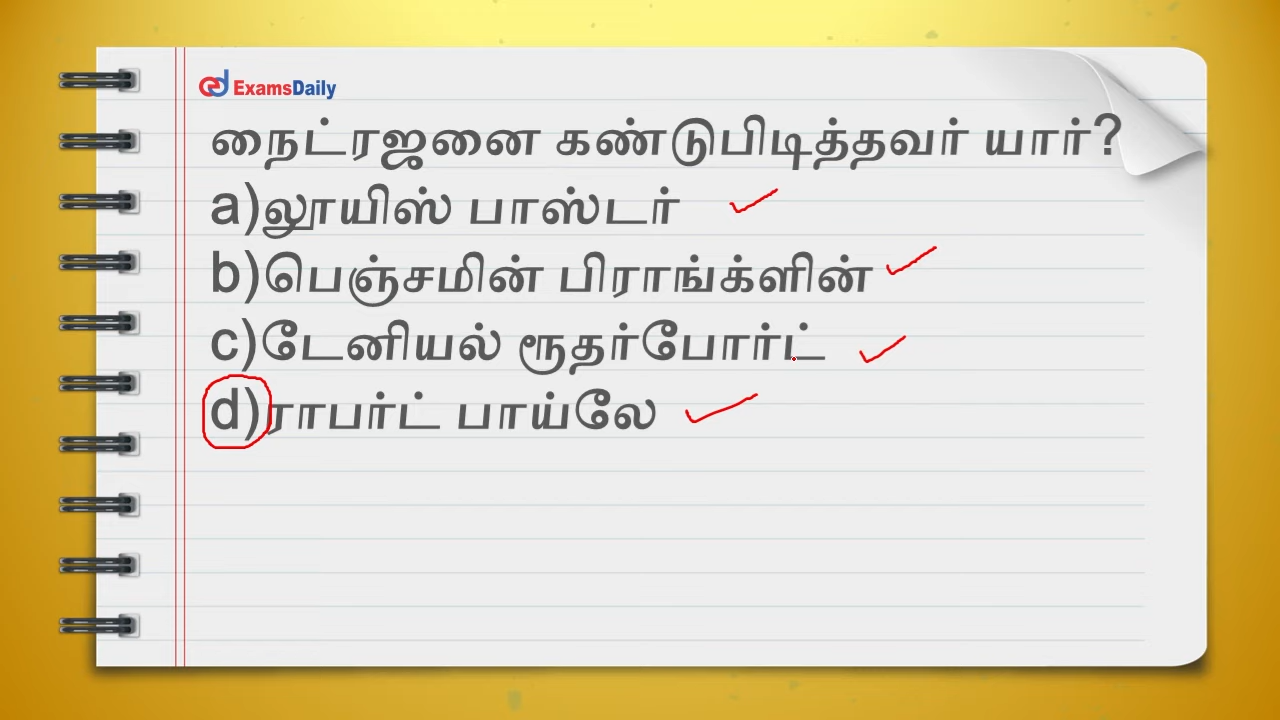 ExamsDaily
நைட்ரஜனை கண்டுபிடித்தவர் யார்?
a)லூயிஸ் பாஸ்டர்
b)பெஞ்சமின் பிராங்க்ளின்
c)டேனியல் ரூதர்போர்ட்
d)ராபர்ட் பாய்லே